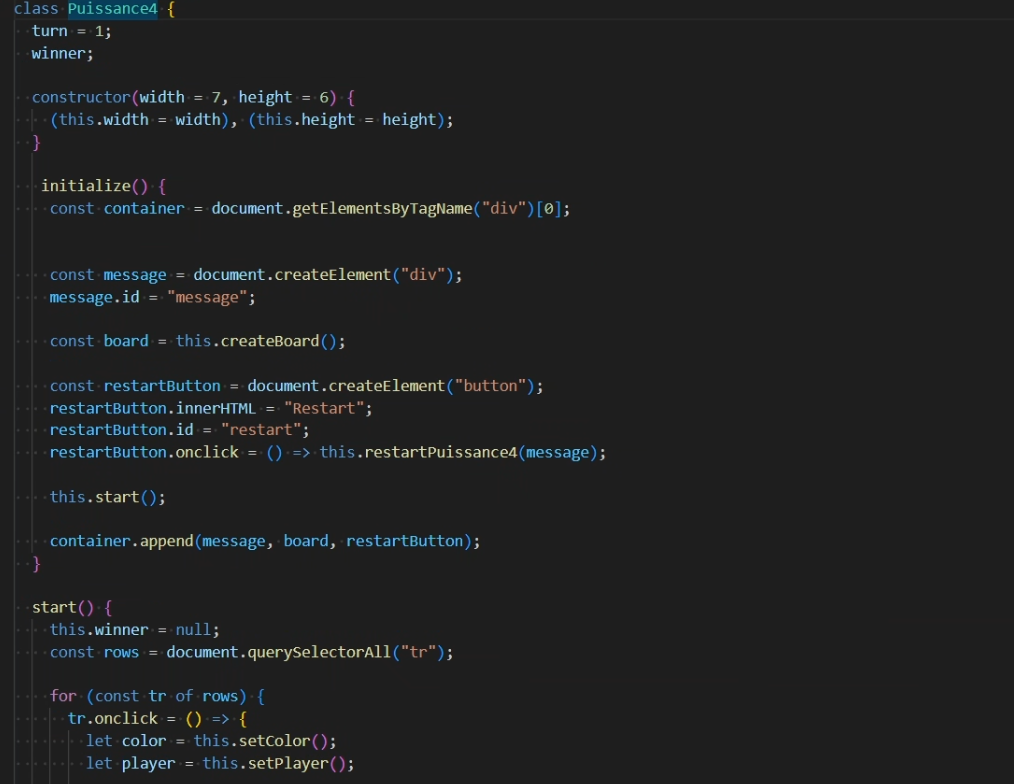 class Puissance4 {
  turn = 1;
  winner;

  constructor(width = 7, height = 6) {
    (this.width = width), (this.height = height);
  }

   initialize() {
    const container = document.getElementsByTagName("div")[0];


    const message = document.createElement("div");
    message.id = "message";

    const board = this.createBoard();

    const restartButton = document.createElement("button");
    restartButton.innerHTML = "Restart";
    restartButton.id = "restart";
    restartButton.onclick = () => this.restartPuissance4(message);

    this.start();

    container.append(message, board, restartButton);
  }

  start() {
    this.winner = null;
    const rows = document.querySelectorAll("tr");

    for (const tr of rows) {
      tr.onclick = () => {
        let color = this.setColor();
        let player = this.setPlayer();